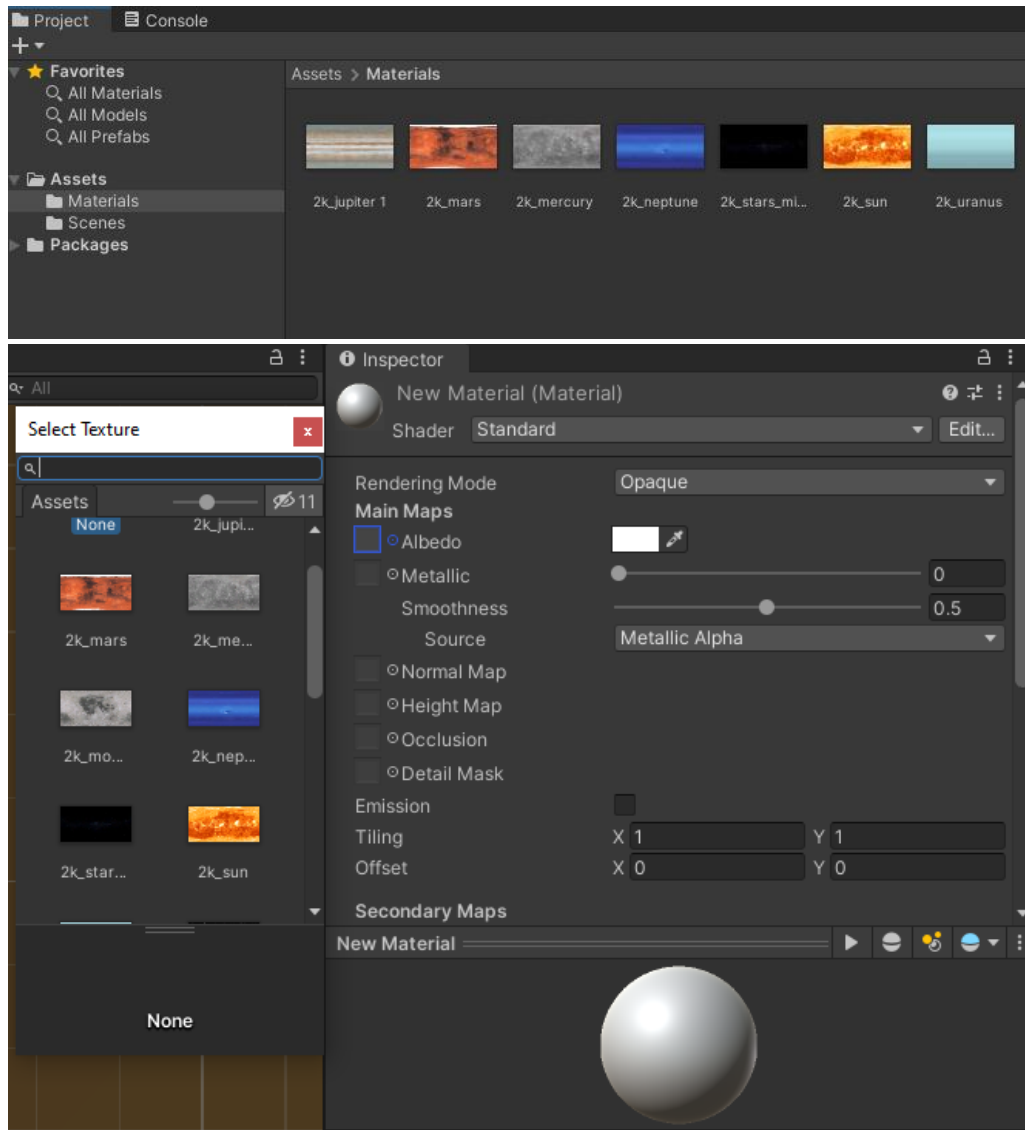 Project
Console
Favorites
All Materials
All Models
All Prefabs
Assets
Materials
Scenes
Packages
Assets > Materials
2k_jupiter 1
2k_mars
2k_mercury
2k_neptune
2k_stars_mi...
2k_sun
2k_uranus
All
Select Texture
x
Assets
11
None
2k_jupi...
2k_mars
2k_me...
2k_mo...
2k_nep...
2k_star...
2k_sun
None
Inspector
New Material (Material)
Shader Standard Edit...
Rendering Mode Opaque
Main Maps
Albedo
Metallic 0
Smoothness 0.5
Source Metallic Alpha
Normal Map
Height Map
Occlusion
Detail Mask
Emission
Tiling X 1 Y 1
Offset X 0 Y 0
Secondary Maps
New Material